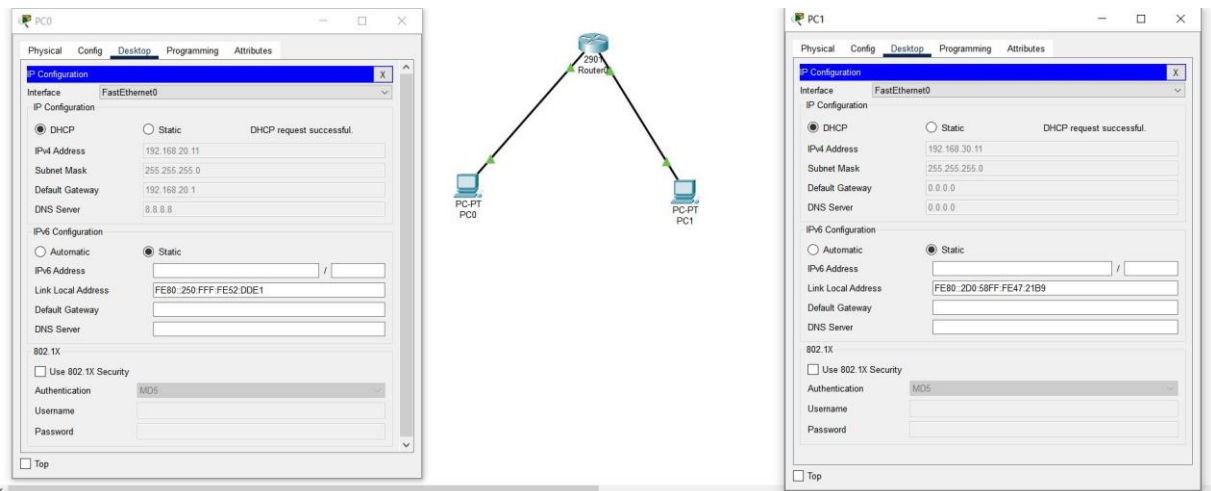 PC0
Physical Config Desktop Programming Attributes
IP Configuration X
Interface FastEthernet0
IP Configuration
DHCP Static DHCP request successful.
IPv4 Address 192.168.20.11
Subnet Mask 255.255.255.0
Default Gateway 192.168.20.1
DNS Server 8.8.8.8
IPv6 Configuration
Automatic Static
IPv6 Address /
Link Local Address FE80::250:FFF:FE52:DDE1
Default Gateway
DNS Server
802.1X
Use 802.1X Security
Authentication MD5
Username
Password
Top
2901
Router0
PC-PT
PC0
PC-PT
PC1
PC1
Physical Config Desktop Programming Attributes
IP Configuration X
Interface FastEthernet0
IP Configuration
DHCP Static DHCP request successful.
IPv4 Address 192.168.30.11
Subnet Mask 255.255.255.0
Default Gateway 0.0.0.0
DNS Server 0.0.0.0
IPv6 Configuration
Automatic Static
IPv6 Address /
Link Local Address FE80::2D0:58FF:FE47:21B9
Default Gateway
DNS Server
802.1X
Use 802.1X Security
Authentication MD5
Username
Password
Top